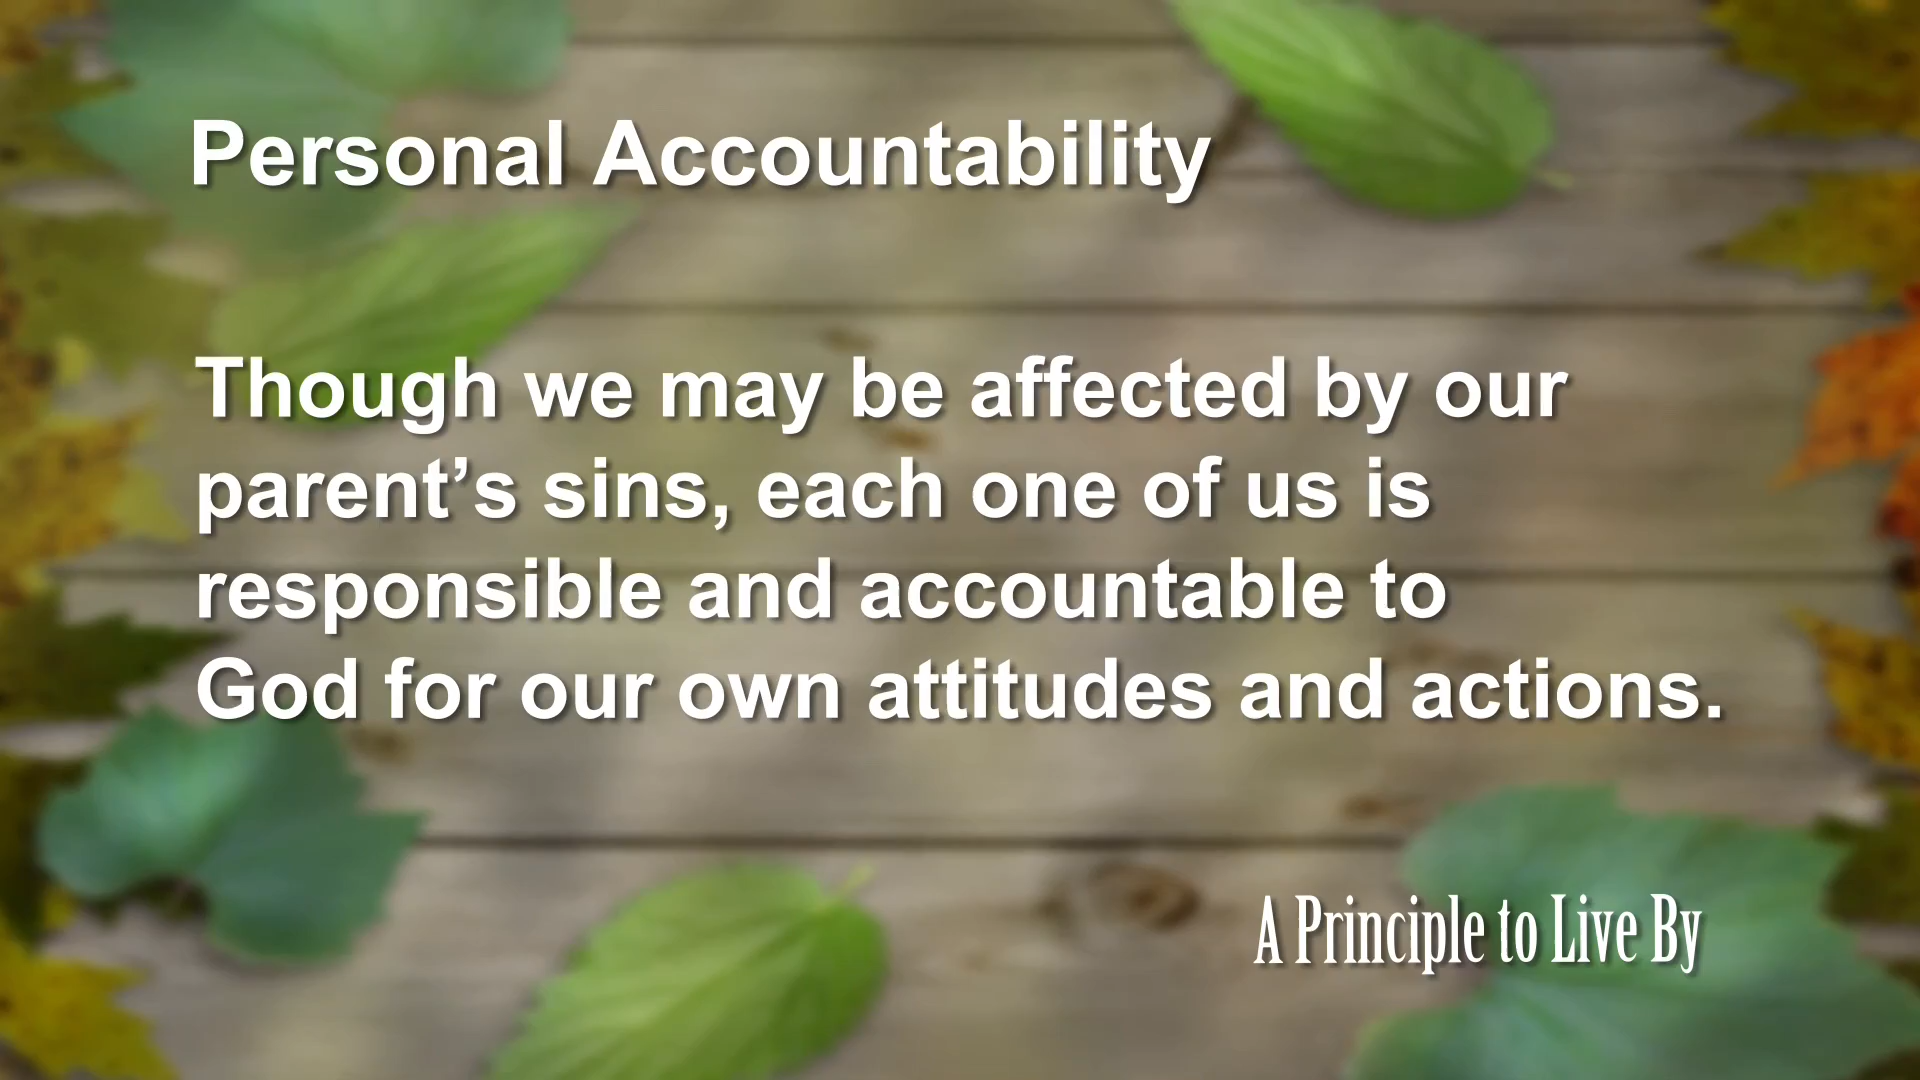 Personal Accountability
Though we may be affected by our
parent’s sins, each one of us is
responsible and accountable to
God for our own attitudes and actions.
A Principle to Live By